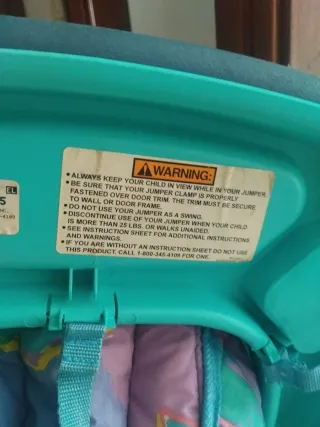 ⚠WARNING:
• ALWAYS KEEP YOUR CHILD IN VIEW WHILE IN YOUR JUMPER.
• BE SURE THAT YOUR JUMPER CLAMP IS PROPERLY
FASTENED OVER DOOR TRIM. THE TRIM MUST BE SECURE
TO WALL OR DOOR FRAME.
• DO NOT USE YOUR JUMPER AS A SWING.
• DISCONTINUE USE OF YOUR JUMPER WHEN YOUR CHILD
IS MORE THAN 25 LBS. OR WALKS UNAIDED.
• SEE INSTRUCTION SHEET FOR ADDITIONAL INSTRUCTIONS
AND WARNINGS.
• IF YOU ARE WITHOUT AN INSTRUCTION SHEET DO NOT USE
THIS PRODUCT. CALL 1-800-345-4109 FOR ONE.
EL
5
INC.
-4109